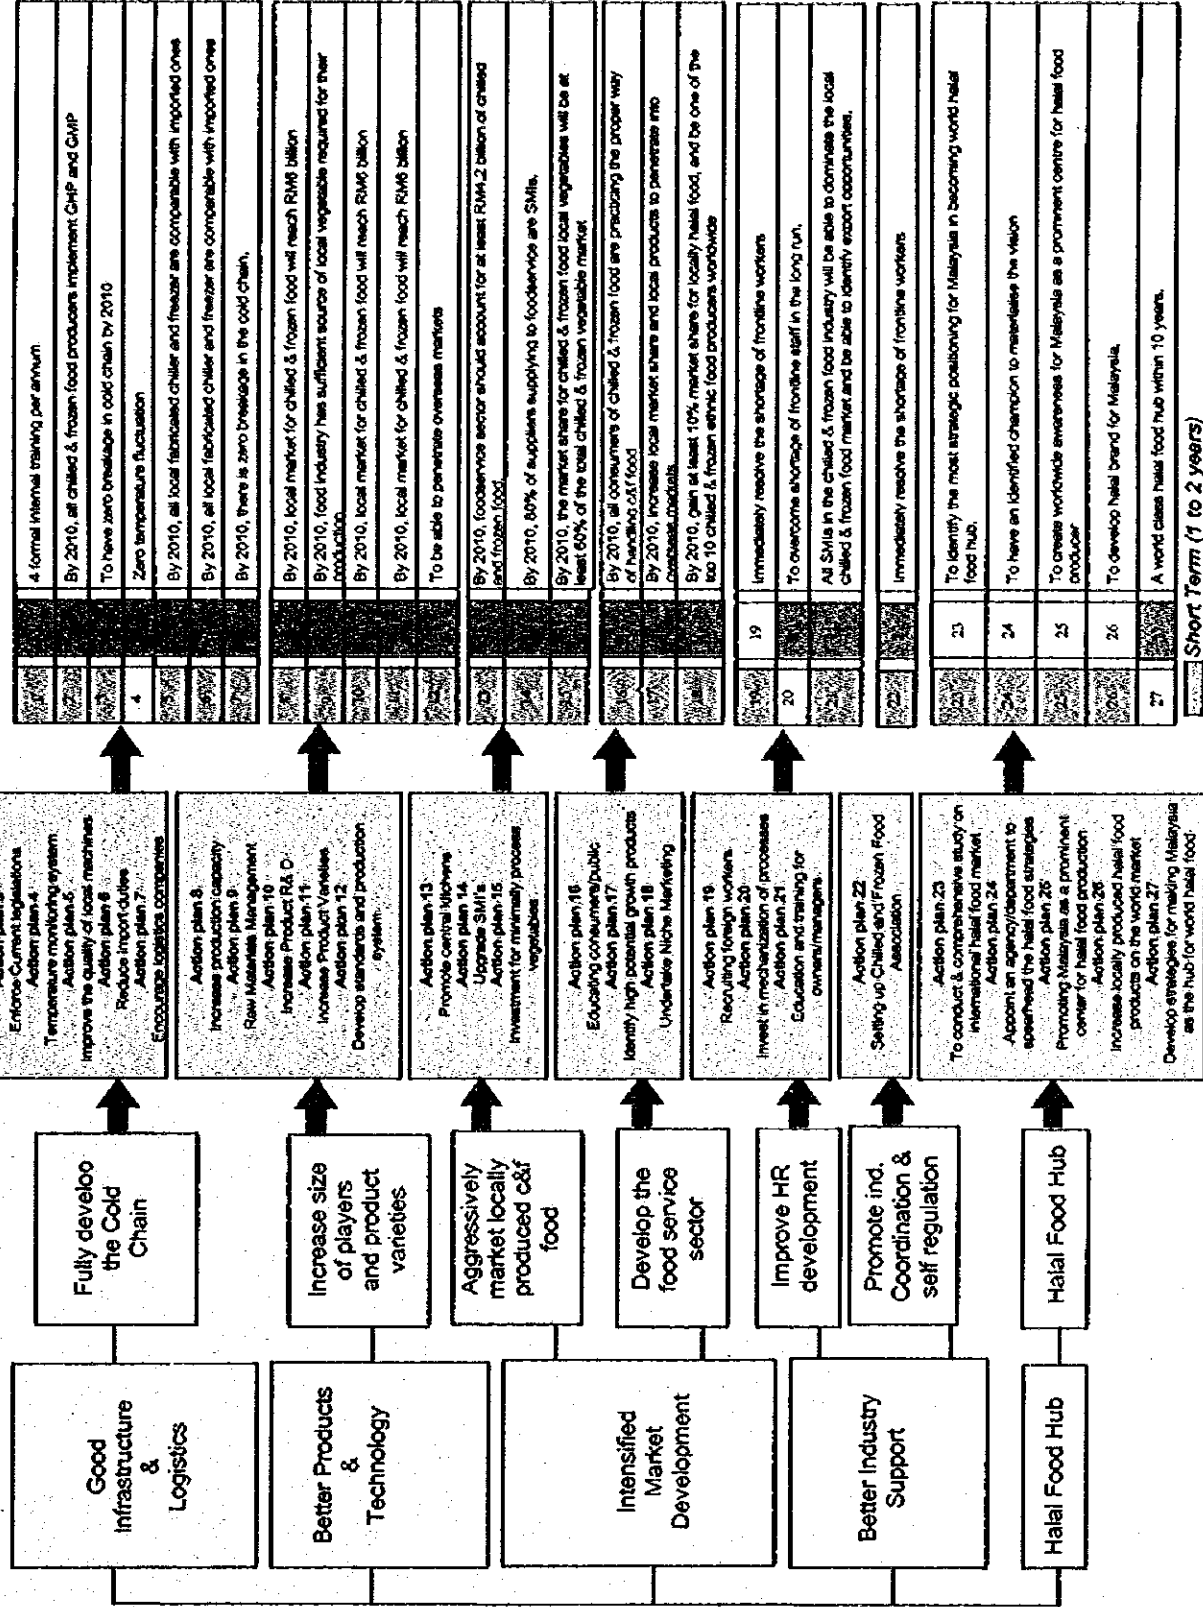 Good
Infrastructure
&
Logistics
Better Products
&
Technology
Intensified
Market
Development
Better Industry
Support
Halal Food Hub
Fully develoo
the Cold
Chain
Increase size
of players
and product
varieties
Aggressively
market locally
produced c&f
food
Develop the
food service
sector
Improve HR
development
Promote ind.
Coordination &
self regulation
Halal Food Hub
Enforce Current legislations
Action plan 4
Temperature monitoring system
Action plan 5
Improve the quality of local machines
Action plan 6
Reduce import duties
Action plan 7
Encourage logistics companies
Action plan 8
Increase production capacity
Action plan 9
Raw Materials Management
Action plan 10
Increase Product R& D
Action plan 11
Increase Product Varieties
Action plan 12
Develop standards and production
system
Action plan 13
Promote central kitchens
Action plan 14
Upgrade SMI's
Action plan 15
Investment for minimally process
vegetables
Action plan 16
Educating consumers/public
Action plan 17
Identify high potential growth products
Action plan 18
Undertake Niche Marketing
Action plan 19
Recruiting foreign workers
Action plan 20
Invest in mechanization of processes
Action plan 21
Education and training for
owners/managers
Action plan 22
Setting up Chilled and Frozen Food
Association
Action plan 23
To conduct & comprehensive study on
international halal food market
Action plan 24
Appoint an agency/department to
spearhead the halal food strategies
Action plan 25
Promoting Malaysia as a prominent
center for halal food production
Action plan 26
Increase locally produced halal food
products on the world market
Action plan 27
Develop strategies for making Malaysia
as the hub for world halal food
4 formal internal training per annum
By 2010, all chilled & frozen food producers implement GHP and GMP
To have zero breakage in cold chain by 2010
4 Zero temperature fluctuation
By 2010, all local fabricated chiller and freezer are comparable with imported ones
By 2010, all local fabricated chiller and freezer are comparable with imported ones
By 2010, there is zero breakage in the cold chain.
By 2010, local market for chilled & frozen food will reach RM6 billion
By 2010, food industry has sufficient source of local vegetable required for their
production
10 By 2010, local market for chilled & frozen food will reach RM6 billion
By 2010, local market for chilled & frozen food will reach RM6 billion
To be able to penetrate overseas markets
By 2010, foodservice sector should account for at least RM4.2 billion of chilled
and frozen food.
By 2010, 80% of suppliers supplying to foodservice are SMIs.
By 2010, the market share for chilled & frozen food local vegetables will be at
least 60% of the total chilled & frozen vegetable market
16 By 2010, all consumers of chilled & frozen food are practicing the proper way
of handling c&f food
17 By 2010, increase local market share and local products to penetrate into
overseas markets
By 2010, gain at least 10% market share for locally halal food, and be one of the
too 10 chilled & frozen ethnic food producers worldwide
19 19 Immediately resolve the shortage of frontline workers
20 To overcome shortage of frontline staff in the long run.
21 All SMIs in the chilled & frozen food industry will be able to dominate the local
chilled & frozen food market and be able to identify export opportunities.
22 Immediately resolve the shortage of frontline workers
23 23 To identify the most strategic positioning for Malaysia in becoming world halal
food hub.
24 24 To have an identified champion to materialise the vision
25 25 To create worldwide awareness for Malaysia as a prominent centre for halal food
producer
26 26 To develop halal brand for Malaysia.
27 A world class halal food hub within 10 years.
Short Term (1 to 2 years)